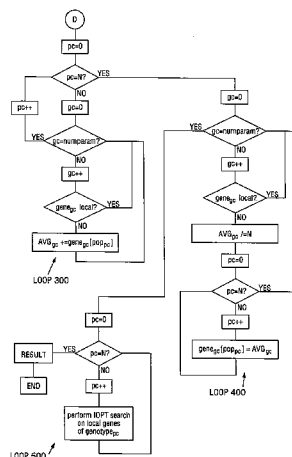 D
pc=0
pc=N?
YES
NO
pc++
gc=0
gc=0
YES
gc=numparam?
gc=numparam?
YES
NO
NO
gc++
gc++
gene_gc local?
YES
gene_gc local?
YES
NO
NO
AVG_gc +=gene_gc[pop_pc]
AVG_gc /=N
LOOP 300
pc=0
pc=N?
YES
NO
pc=0
pc++
RESULT
YES
pc=N?
gene_gc[pop_pc] = AVG_gc
NO
END
pc++
LOOP 400
perform IOPT search
on local genes
of genotype_pc
LOOP 500